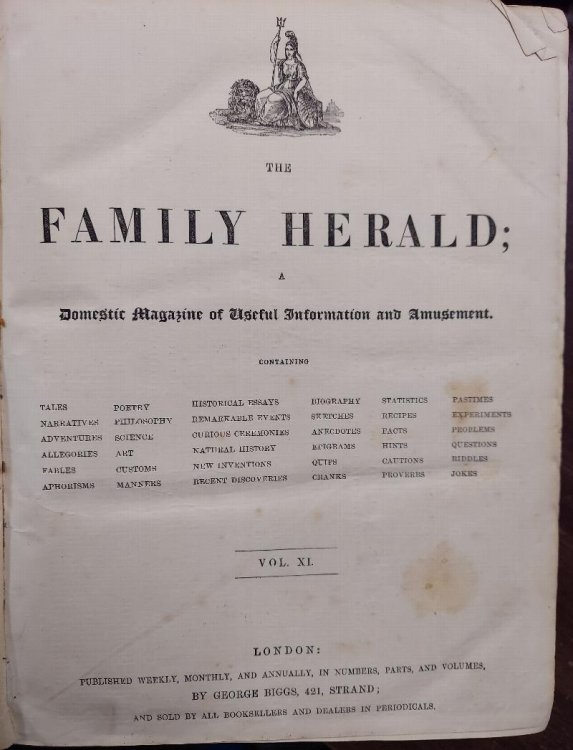 THE
FAMILY HERALD;
A
Domestic Magazine of Useful Information and Amusement.
CONTAINING
TALES POETRY HISTORICAL ESSAYS BIOGRAPHY STATISTICS PASTIMES
NARRATIVES PHILOSOPHY REMARKABLE EVENTS SKETCHES RECIPES EXPERIMENTS
ADVENTURES SCIENCE CURIOUS CEREMONIES ANECDOTES FACTS PROBLEMS
ALLEGORIES ART NATURAL HISTORY EPIGRAMS HINTS QUESTIONS
FABLES CUSTOMS NEW INVENTIONS QUIPS CAUTIONS RIDDLES
APHORISMS MANNERS RECENT DISCOVERIES CRANKS PROVERBS JOKES
VOL. XI.
LONDON:
PUBLISHED WEEKLY, MONTHLY, AND ANNUALLY, IN NUMBERS, PARTS, AND VOLUMES,
BY GEORGE BIGGS, 421, STRAND;
AND SOLD BY ALL BOOKSELLERS AND DEALERS IN PERIODICALS.